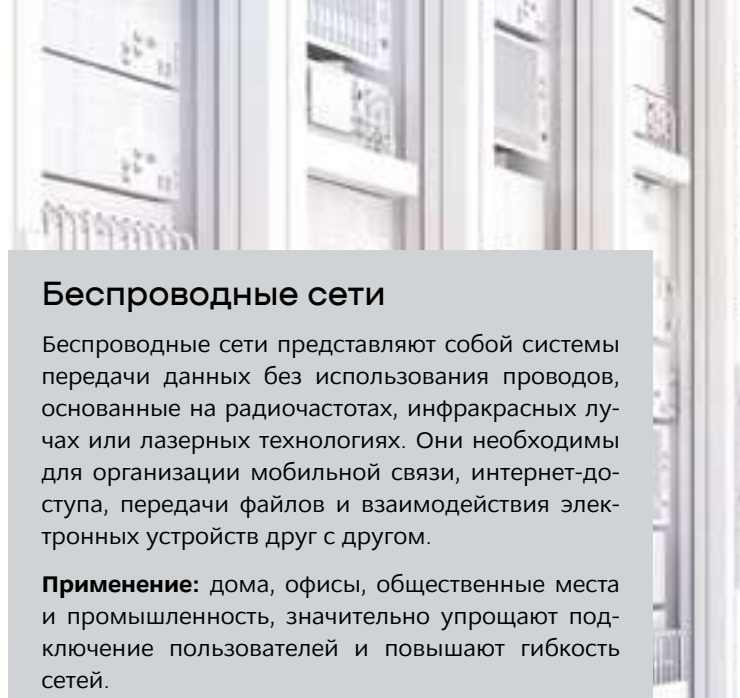 Беспроводные сети
Беспроводные сети представляют собой системы
передачи данных без использования проводов,
основанные на радиочастотах, инфракрасных лу-
чах или лазерных технологиях. Они необходимы
для организации мобильной связи, интернет-до-
ступа, передачи файлов и взаимодействия элек-
тронных устройств друг с другом.
Применение: дома, офисы, общественные места
и промышленность, значительно упрощают под-
ключение пользователей и повышают гибкость
сетей.